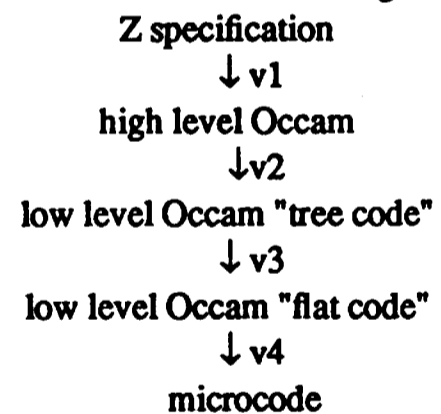 Z specification
↓ v1
high level Occam
↓v2
low level Occam "tree code"
↓ v3
low level Occam "flat code"
↓ v4
microcode